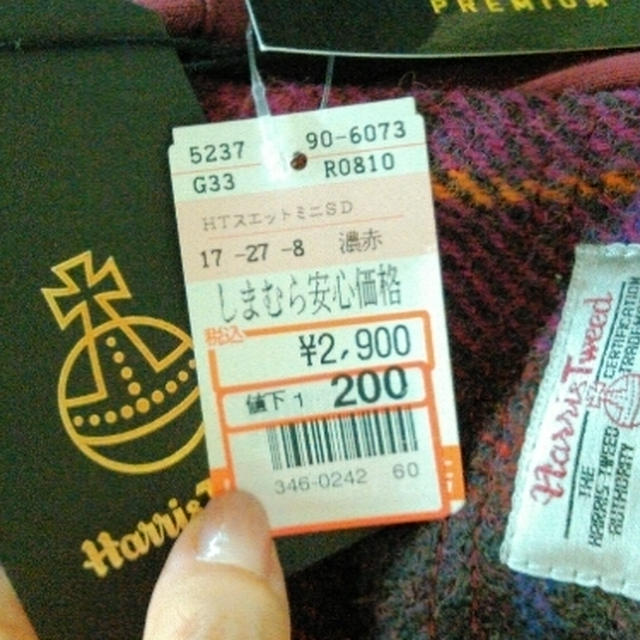 PREMIUM
5237 90-6073
G33 R0810
HTスエットミニSD
17 -27 -8 濃赤
しまむら安心価格
税込
¥2,900
値下1 200
346-0242 60
Harris
Harris Tweed
CERTIFICATION
THE
HARRIS TWEED
AUTHORITY